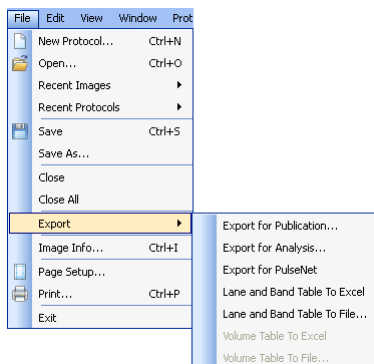 File Edit View Window Prot
New Protocol... Ctrl+N
Open... Ctrl+O
Recent Images
Recent Protocols
Save Ctrl+S
Save As...
Close
Close All
Export
Image Info... Ctrl+I
Page Setup...
Print... Ctrl+P
Exit
Export for Publication...
Export for Analysis...
Export for PulseNet
Lane and Band Table To Excel
Lane and Band Table To File...
Volume Table To Excel
Volume Table To File...